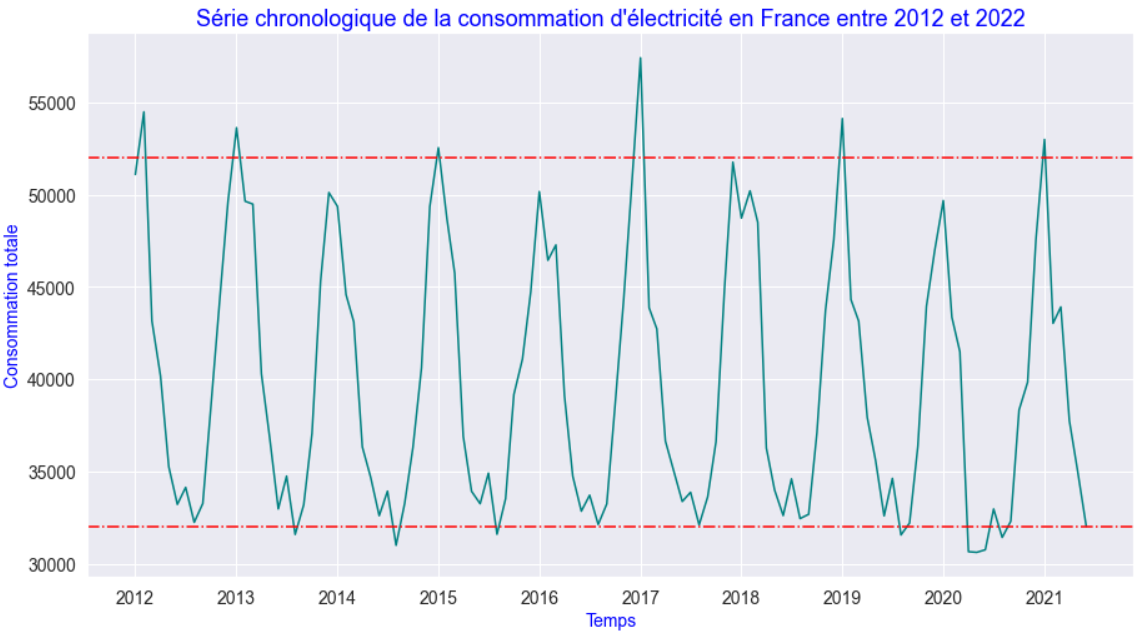 Série chronologique de la consommation d'électricité en France entre 2012 et 2022
Consommation totale
55000
50000
45000
40000
35000
30000
2012 2013 2014 2015 2016 2017 2018 2019 2020 2021
Temps